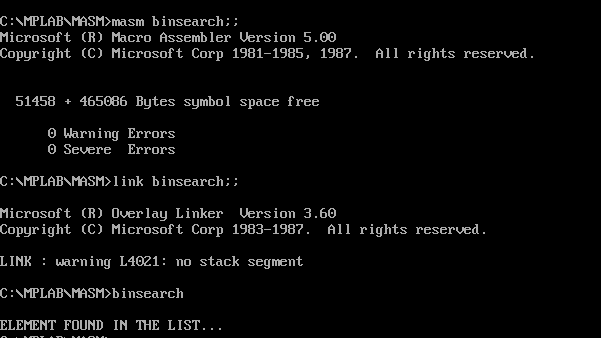 C:\MPLAB\MASM>masm binsearch;;
Microsoft (R) Macro Assembler Version 5.00
Copyright (C) Microsoft Corp 1981-1985, 1987.  All rights reserved.
51458 + 465086 Bytes symbol space free
0 Warning Errors
0 Severe  Errors
C:\MPLAB\MASM>link binsearch;;
Microsoft (R) Overlay Linker  Version 3.60
Copyright (C) Microsoft Corp 1983-1987.  All rights reserved.
LINK : warning L4021: no stack segment
C:\MPLAB\MASM>binsearch
ELEMENT FOUND IN THE LIST...